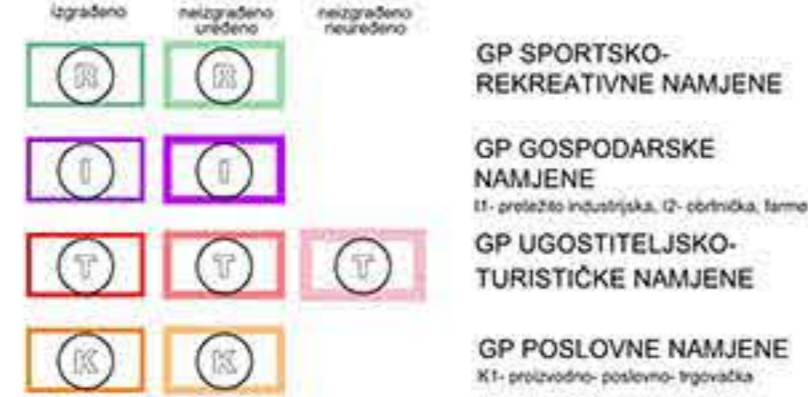 izgrađeno
neizgrađeno
uređeno
neizgrađeno
neuređeno
R R
GP SPORTSKO-
REKREATIVNE NAMJENE
I I
GP GOSPODARSKE
NAMJENE
I1- pretežito industrijska, I2- obrtnička, farme
T T T
GP UGOSTITELJSKO-
TURISTIČKE NAMJENE
K K
GP POSLOVNE NAMJENE
K1- proizvodno- poslovno- trgovačka